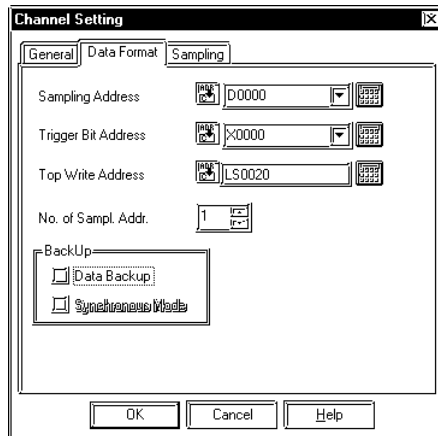 Channel Setting
General Data Format Sampling
Sampling Address D0000
Trigger Bit Address X0000
Top Write Address LS0020
No. of Sampl. Addr. 1
BackUp
Data Backup
Synchronous Mode
OK Cancel Help